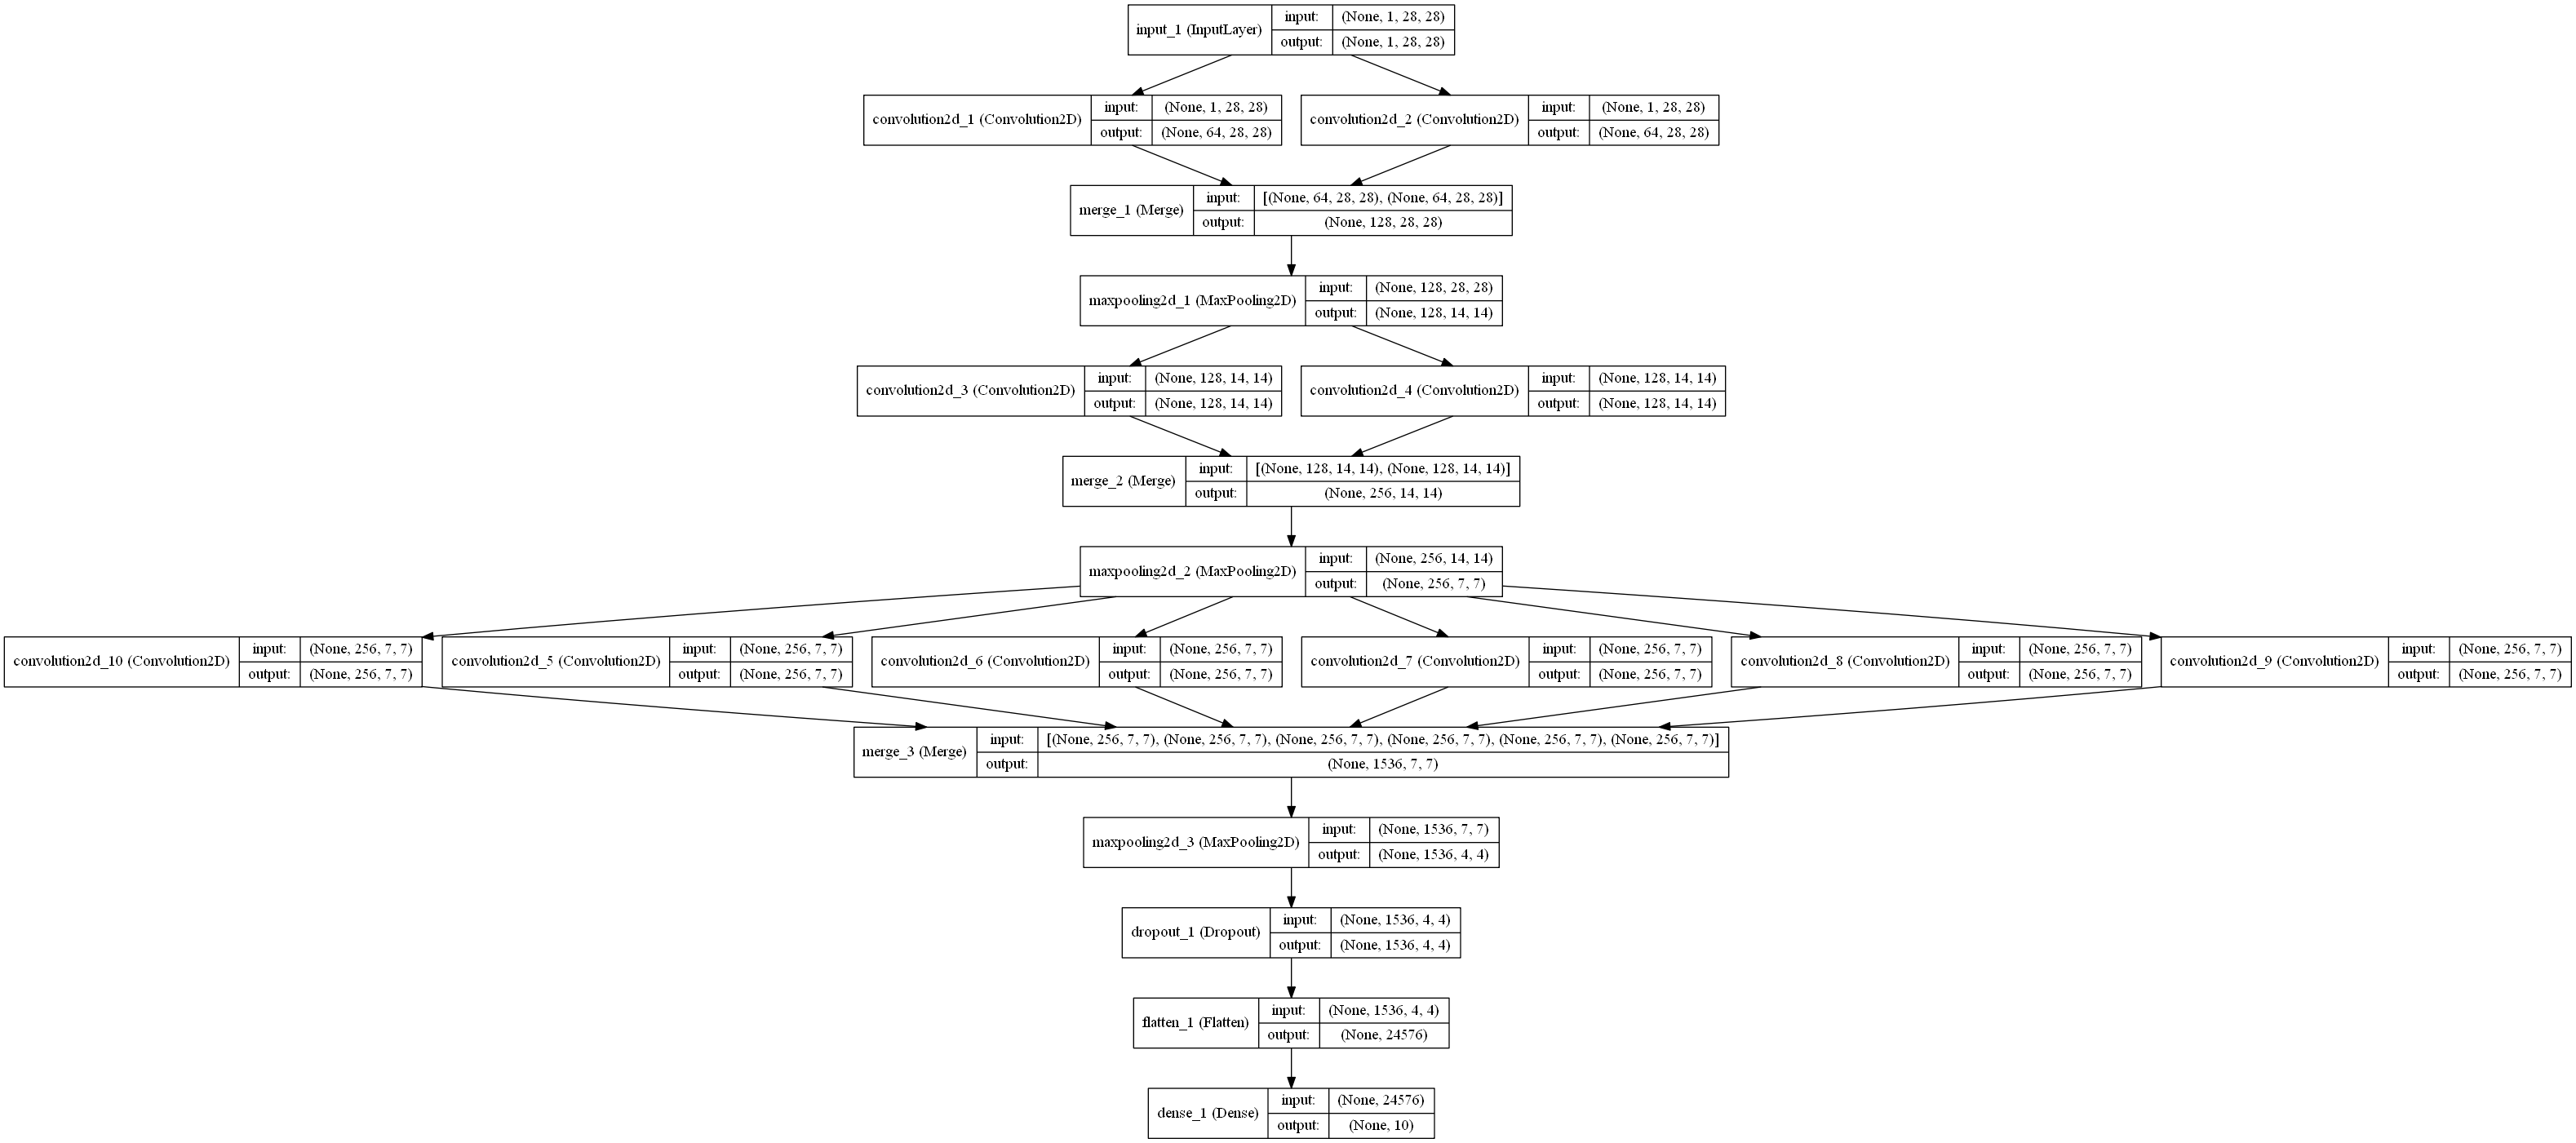 input_1 (InputLayer) input: (None, 1, 28, 28)
output: (None, 1, 28, 28)
convolution2d_1 (Convolution2D) input: (None, 1, 28, 28)
output: (None, 64, 28, 28)
convolution2d_2 (Convolution2D) input: (None, 1, 28, 28)
output: (None, 64, 28, 28)
merge_1 (Merge) input: [(None, 64, 28, 28), (None, 64, 28, 28)]
output: (None, 128, 28, 28)
maxpooling2d_1 (MaxPooling2D) input: (None, 128, 28, 28)
output: (None, 128, 14, 14)
convolution2d_3 (Convolution2D) input: (None, 128, 14, 14)
output: (None, 128, 14, 14)
convolution2d_4 (Convolution2D) input: (None, 128, 14, 14)
output: (None, 128, 14, 14)
merge_2 (Merge) input: [(None, 128, 14, 14), (None, 128, 14, 14)]
output: (None, 256, 14, 14)
maxpooling2d_2 (MaxPooling2D) input: (None, 256, 14, 14)
output: (None, 256, 7, 7)
convolution2d_10 (Convolution2D) input: (None, 256, 7, 7)
output: (None, 256, 7, 7)
convolution2d_5 (Convolution2D) input: (None, 256, 7, 7)
output: (None, 256, 7, 7)
convolution2d_6 (Convolution2D) input: (None, 256, 7, 7)
output: (None, 256, 7, 7)
convolution2d_7 (Convolution2D) input: (None, 256, 7, 7)
output: (None, 256, 7, 7)
convolution2d_8 (Convolution2D) input: (None, 256, 7, 7)
output: (None, 256, 7, 7)
convolution2d_9 (Convolution2D) input: (None, 256, 7, 7)
output: (None, 256, 7, 7)
merge_3 (Merge) input: [(None, 256, 7, 7), (None, 256, 7, 7), (None, 256, 7, 7), (None, 256, 7, 7), (None, 256, 7, 7), (None, 256, 7, 7)]
output: (None, 1536, 7, 7)
maxpooling2d_3 (MaxPooling2D) input: (None, 1536, 7, 7)
output: (None, 1536, 4, 4)
dropout_1 (Dropout) input: (None, 1536, 4, 4)
output: (None, 1536, 4, 4)
flatten_1 (Flatten) input: (None, 1536, 4, 4)
output: (None, 24576)
dense_1 (Dense) input: (None, 24576)
output: (None, 10)